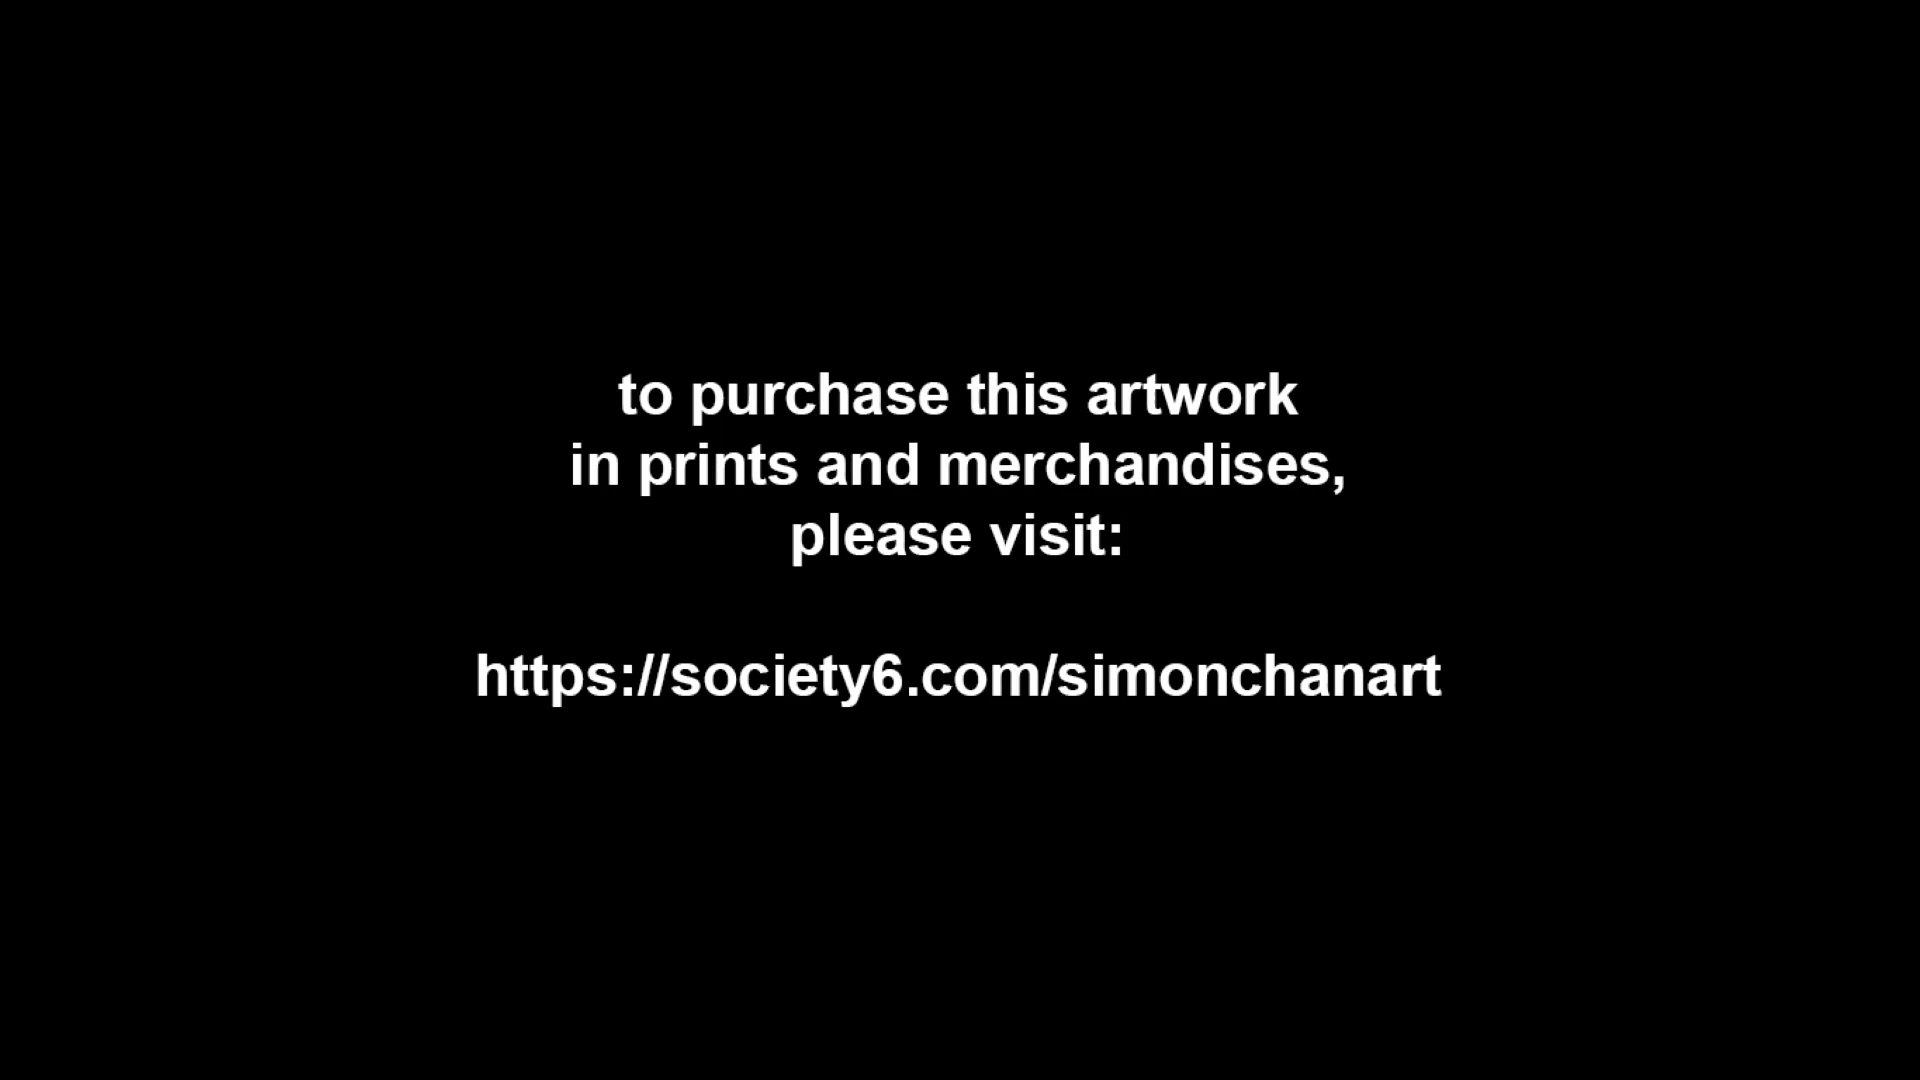 to purchase this artwork
in prints and merchandises,
please visit:
https://society6.com/simonchanart